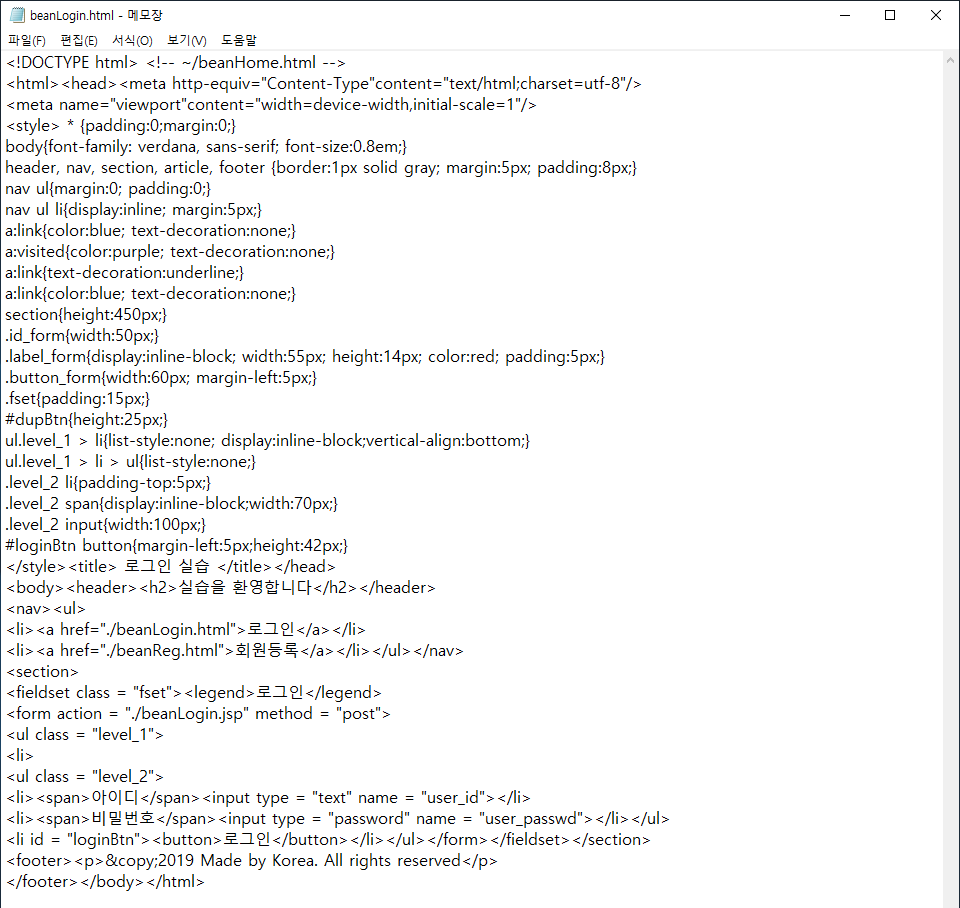 beanLogin.html - 메모장
파일(F) 편집(E) 서식(O) 보기(V) 도움말
<!DOCTYPE html> <!-- ~/beanHome.html -->
<html><head><meta http-equiv="Content-Type"content="text/html;charset=utf-8"/>
<meta name="viewport"content="width=device-width,initial-scale=1"/>
<style> * {padding:0;margin:0;}
body{font-family: verdana, sans-serif; font-size:0.8em;}
header, nav, section, article, footer {border:1px solid gray; margin:5px; padding:8px;}
nav ul{margin:0; padding:0;}
nav ul li{display:inline; margin:5px;}
a:link{color:blue; text-decoration:none;}
a:visited{color:purple; text-decoration:none;}
a:link{text-decoration:underline;}
a:link{color:blue; text-decoration:none;}
section{height:450px;}
.id_form{width:50px;}
.label_form{display:inline-block; width:55px; height:14px; color:red; padding:5px;}
.button_form{width:60px; margin-left:5px;}
.fset{padding:15px;}
#dupBtn{height:25px;}
ul.level_1 > li{list-style:none; display:inline-block;vertical-align:bottom;}
ul.level_1 > li > ul{list-style:none;}
.level_2 li{padding-top:5px;}
.level_2 span{display:inline-block;width:70px;}
.level_2 input{width:100px;}
#loginBtn button{margin-left:5px;height:42px;}
</style><title> 로그인 실습 </title></head>
<body><header><h2>실습을 환영합니다</h2></header>
<nav><ul>
<li><a href="./beanLogin.html">로그인</a></li>
<li><a href="./beanReg.html">회원등록</a></li></ul></nav>
<section>
<fieldset class = "fset"><legend>로그인</legend>
<form action = "./beanLogin.jsp" method = "post">
<ul class = "level_1">
<li>
<ul class = "level_2">
<li><span>아이디</span><input type = "text" name = "user_id"></li>
<li><span>비밀번호</span><input type = "password" name = "user_passwd"></li></ul>
<li id = "loginBtn"><button>로그인</button></li></ul></form></fieldset></section>
<footer><p>&copy;2019 Made by Korea. All rights reserved</p>
</footer></body></html>